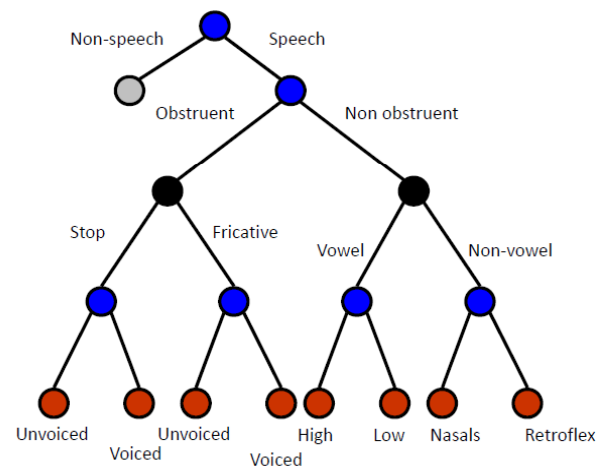 Non-speech
Speech
Obstruent
Non obstruent
Stop
Fricative
Vowel
Non-vowel
Unvoiced
Voiced
Unvoiced
Voiced
High
Low
Nasals
Retroflex